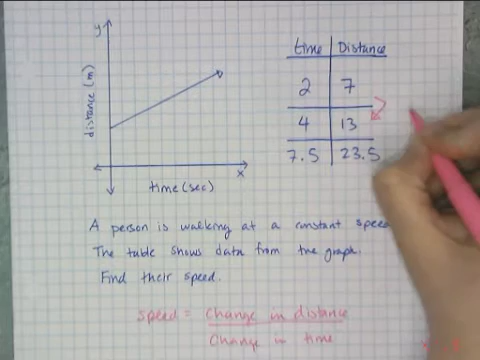 y
distance (m)
x
time (sec)
time Distance
2 7
4 13
7.5 23.5
A person is walking at a constant speed
The table shows data from the graph.
Find their speed.
speed = Change in distance
Change in time